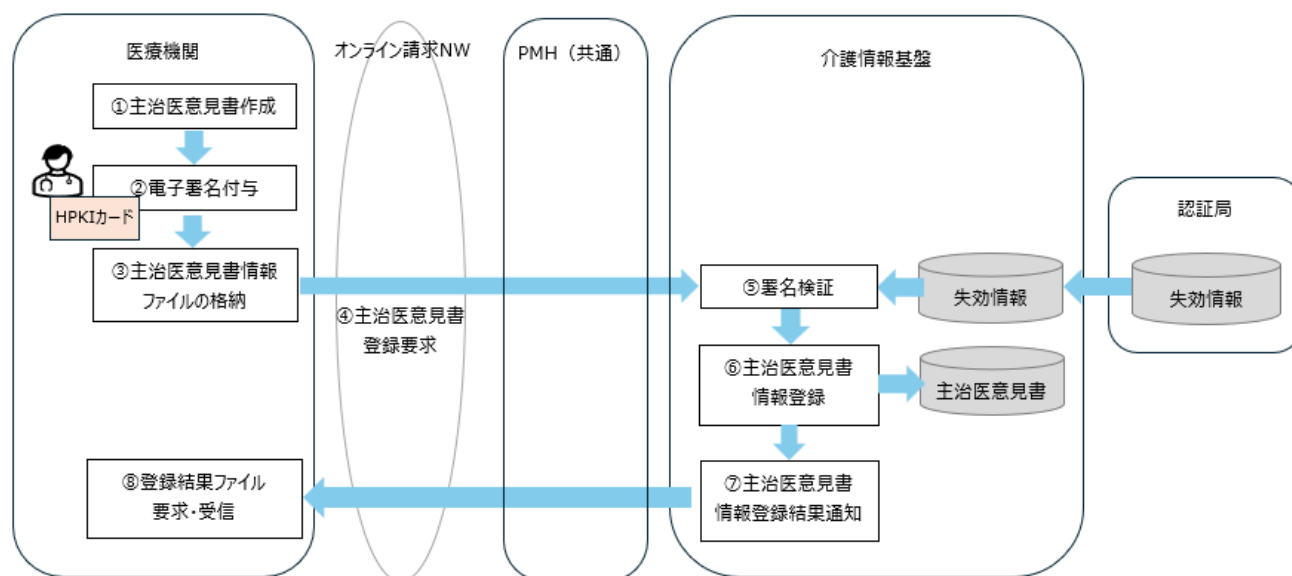 医療機関
オンライン請求NW
PMH（共通）
介護情報基盤
①主治医意見書作成
②電子署名付与
HPKIカード
③主治医意見書情報
ファイルの格納
④主治医意見書
登録要求
⑤署名検証
失効情報
認証局
失効情報
⑥主治医意見書
情報登録
主治医意見書
⑦主治医意見書
情報登録結果通知
⑧登録結果ファイル
要求・受信